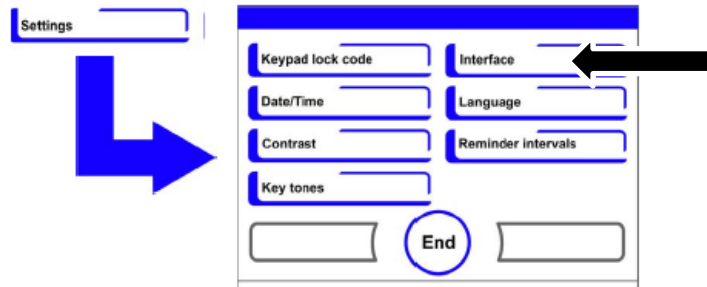 Settings
Keypad lock code
Interface
Date/Time
Language
Contrast
Reminder intervals
Key tones
End